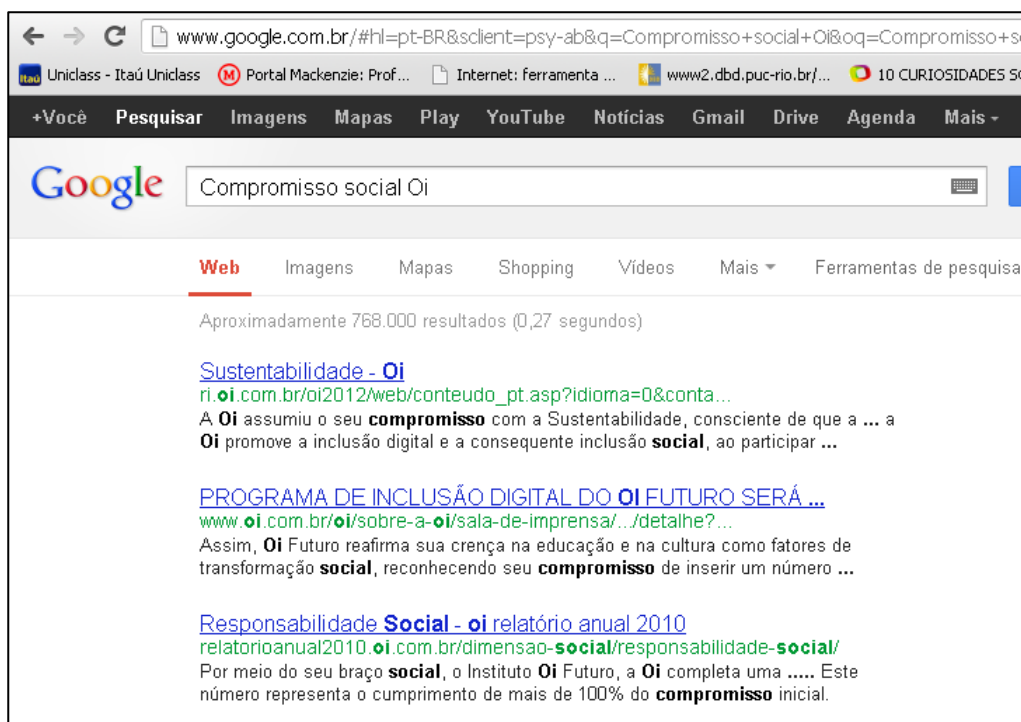 www.google.com.br/#hl=pt-BR&sclient=psy-ab&q=Compromisso+social+Oi&oq=Compromisso+s
Itaú Uniclass - Itaú Uniclass M Portal Mackenzie: Prof... Internet: ferramenta ... www2.dbd.puc-rio.br/... 10 CURIOSIDADES
+Você Pesquisar Imagens Mapas Play YouTube Notícias Gmail Drive Agenda Mais
Google Compromisso social Oi
Web Imagens Mapas Shopping Vídeos Mais Ferramentas de pesquisa
Aproximadamente 768.000 resultados (0,27 segundos)
Sustentabilidade - Oi
ri.oi.com.br/oi2012/web/conteudo_pt.asp?idioma=0&conta...
A Oi assumiu o seu compromisso com a Sustentabilidade, consciente de que a ... a
Oi promove a inclusão digital e a consequente inclusão social, ao participar ...
PROGRAMA DE INCLUSÃO DIGITAL DO OI FUTURO SERÁ ...
www.oi.com.br/oi/sobre-a-oi/sala-de-imprensa/.../detalhe?...
Assim, Oi Futuro reafirma sua crença na educação e na cultura como fatores de
transformação social, reconhecendo seu compromisso de inserir um número ...
Responsabilidade Social - oi relatório anual 2010
relatorioanual2010.oi.com.br/dimensao-social/responsabilidade-social/
Por meio do seu braço social, o Instituto Oi Futuro, a Oi completa uma ..... Este
número representa o cumprimento de mais de 100% do compromisso inicial.